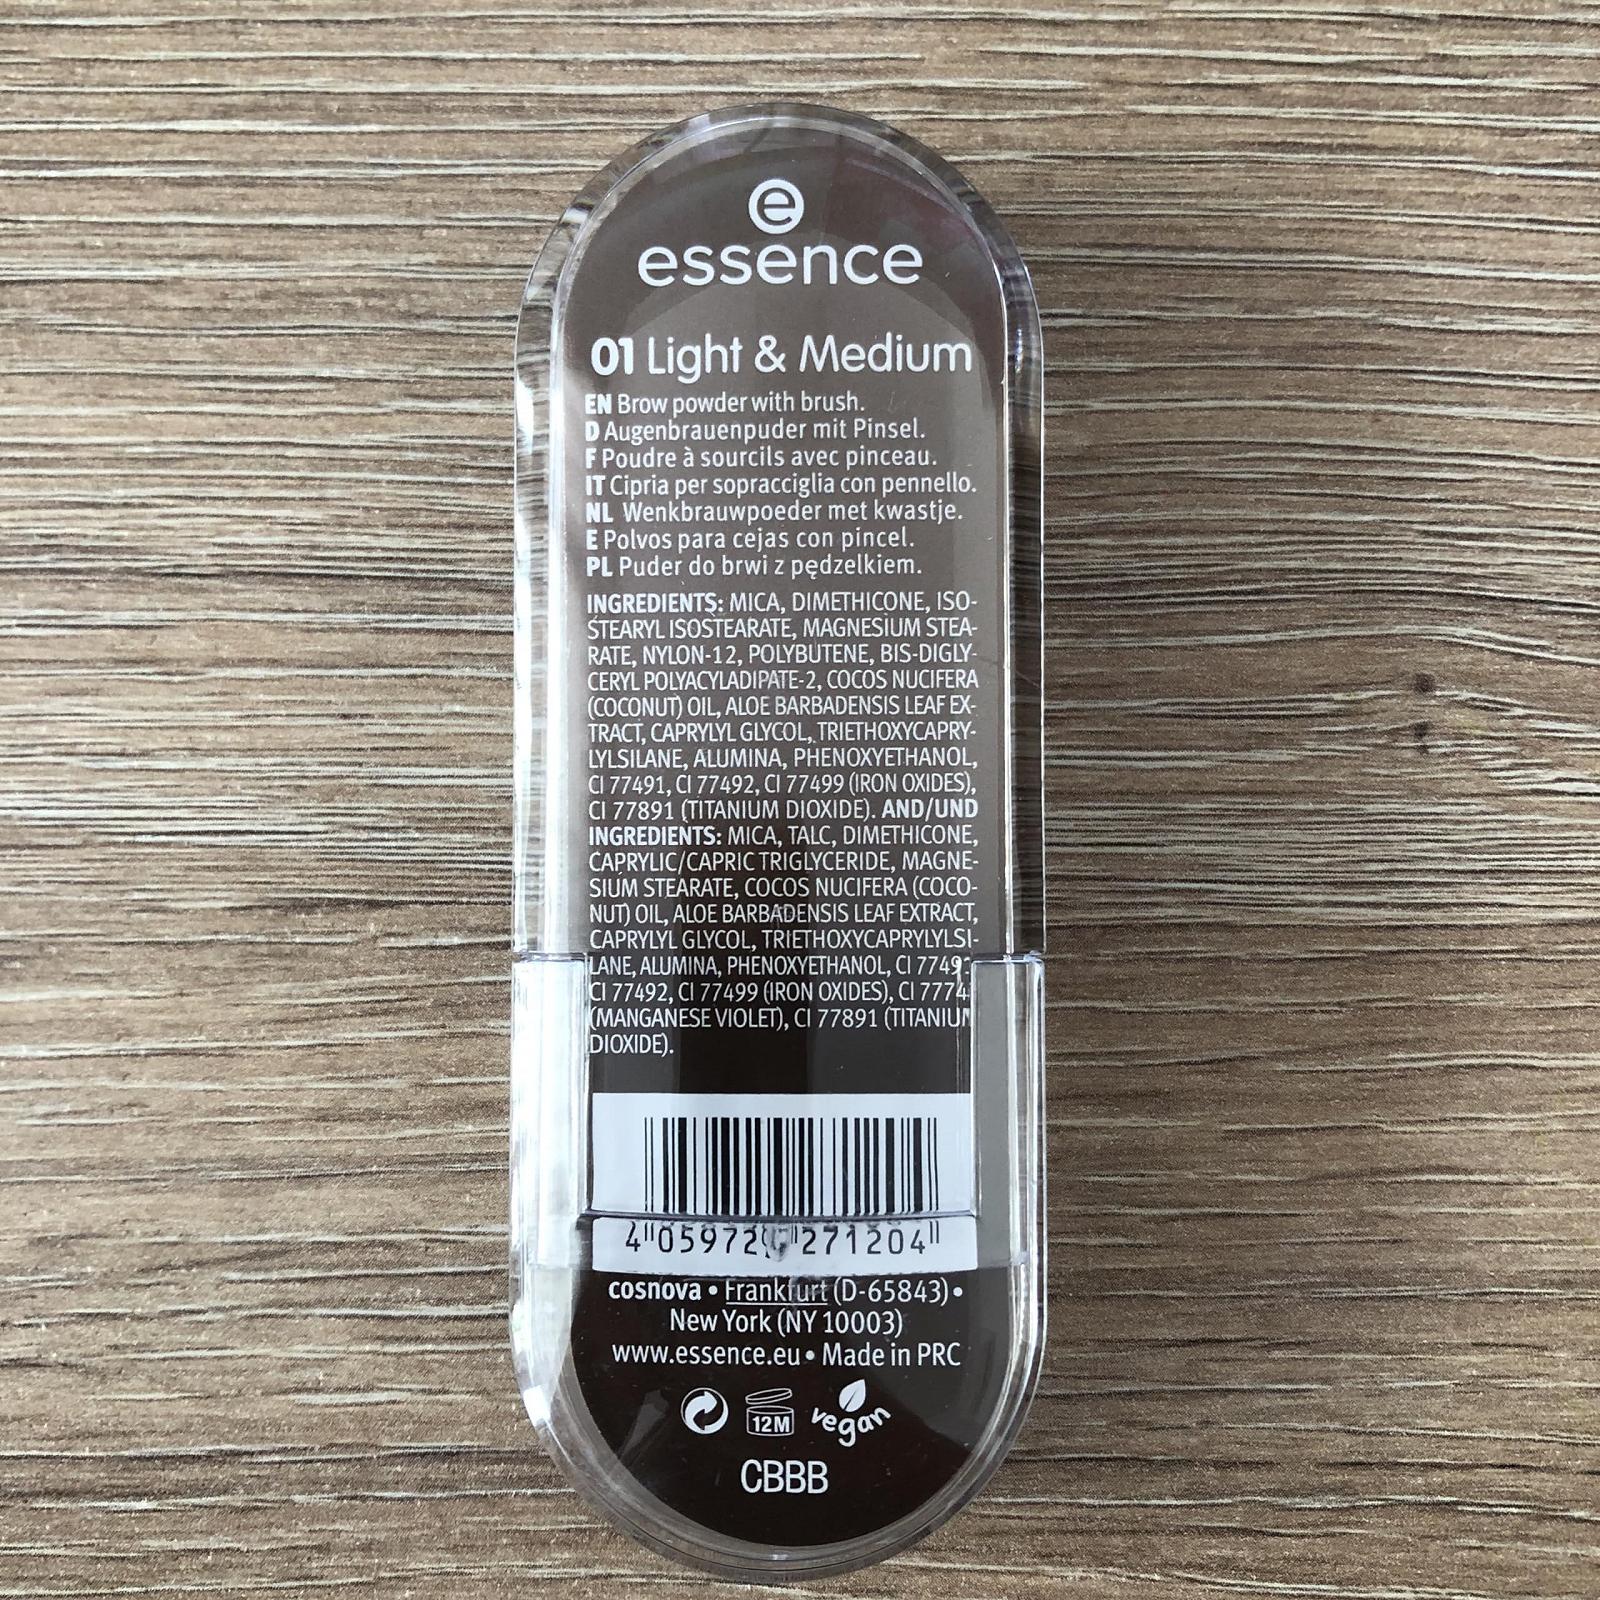 e
essence
01 Light & Medium
EN Brow powder with brush.
D Augenbrauenpuder mit Pinsel.
F Poudre à sourcils avec pinceau.
IT Cipria per sopracciglia con pennello.
NL Wenkbrauwpoeder met kwastje.
E Polvos para cejas con pincel.
PL Puder do brwi z pędzelkiem.
INGREDIENTS: MICA, DIMETHICONE, ISO-
STEARYL ISOSTEARATE, MAGNESIUM STEA-
RATE, NYLON-12, POLYBUTENE, BIS-DIGLY-
CERYL POLYACYLADIPATE-2, COCOS NUCIFERA
(COCONUT) OIL, ALOE BARBADENSIS LEAF EX-
TRACT, CAPRYLYL GLYCOL, TRIETHOXYCAPRY-
LYLSILANE, ALUMINA, PHENOXYETHANOL,
CI 77491, CI 77492, CI 77499 (IRON OXIDES),
CI 77891 (TITANIUM DIOXIDE). AND/UND
INGREDIENTS: MICA, TALC, DIMETHICONE,
CAPRYLIC/CAPRIC TRIGLYCERIDE, MAGNE-
SIUM STEARATE, COCOS NUCIFERA (COCO-
NUT) OIL, ALOE BARBADENSIS LEAF EXTRACT,
CAPRYLYL GLYCOL, TRIETHOXYCAPRYLYLSI-
LANE, ALUMINA, PHENOXYETHANOL, CI
CI 77492, CI 77499 (IRON OXIDES), CI
(MANGANESE VIOLET), CI 77891 (TITANIUM
DIOXIDE).
4 059729 271204
cosnova • Frankfurt (D-65843) •
New York (NY 10003)
www.essence.eu • Made in PRC
12M
vegan
CBBB